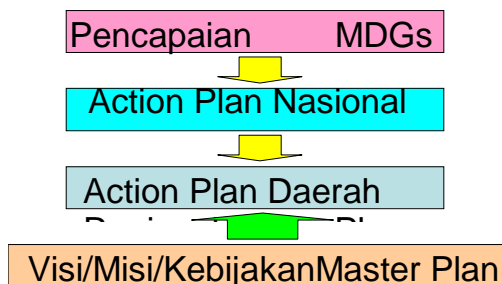 Pencapaian MDGs
Action Plan Nasional
Action Plan Daerah
Visi/Misi/KebijakanMaster Plan